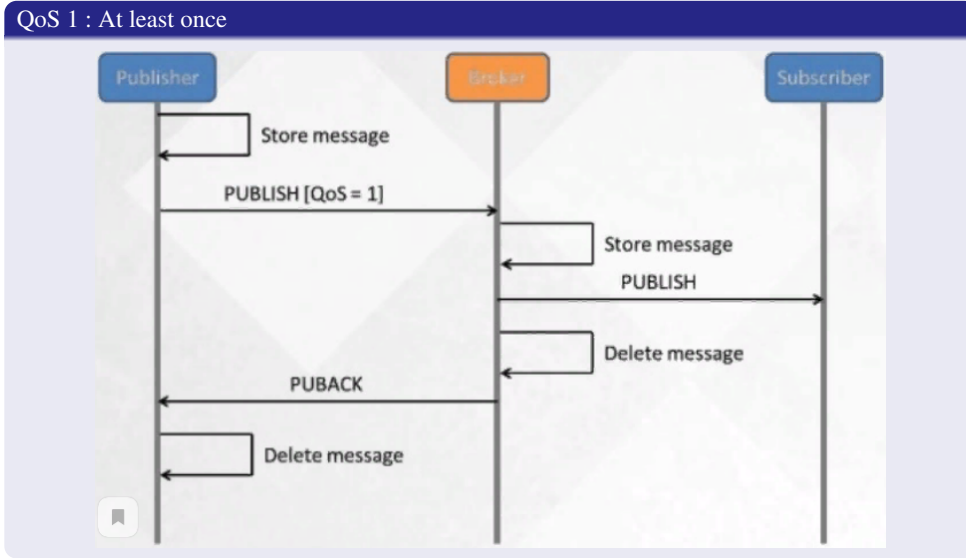 QoS 1 : At least once
Publisher
Broker
Subscriber
Store message
PUBLISH [QoS = 1]
Store message
PUBLISH
Delete message
PUBACK
Delete message